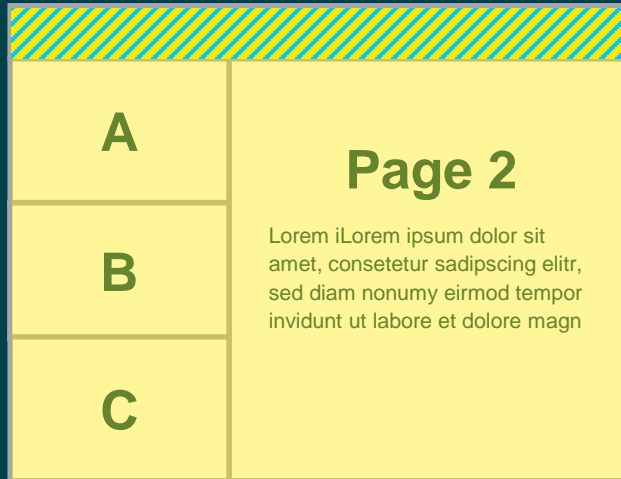 A
B
C
Page 2
Lorem iLorem ipsum dolor sit
amet, consetetur sadipscing elitr,
sed diam nonumy eirmod tempor
invidunt ut labore et dolore magn